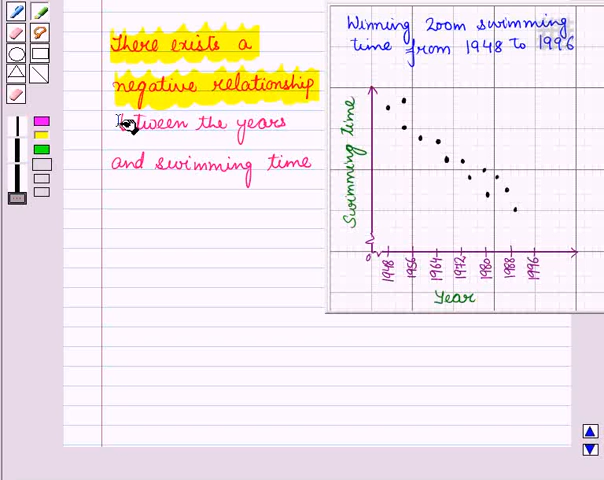 There exists a
negative relationship
between the years
and swimming time
Winning 200m swimming
time from 1948 to 1996
Swimming time
0 1948 1956 1964 1972 1980 1988 1996
Year